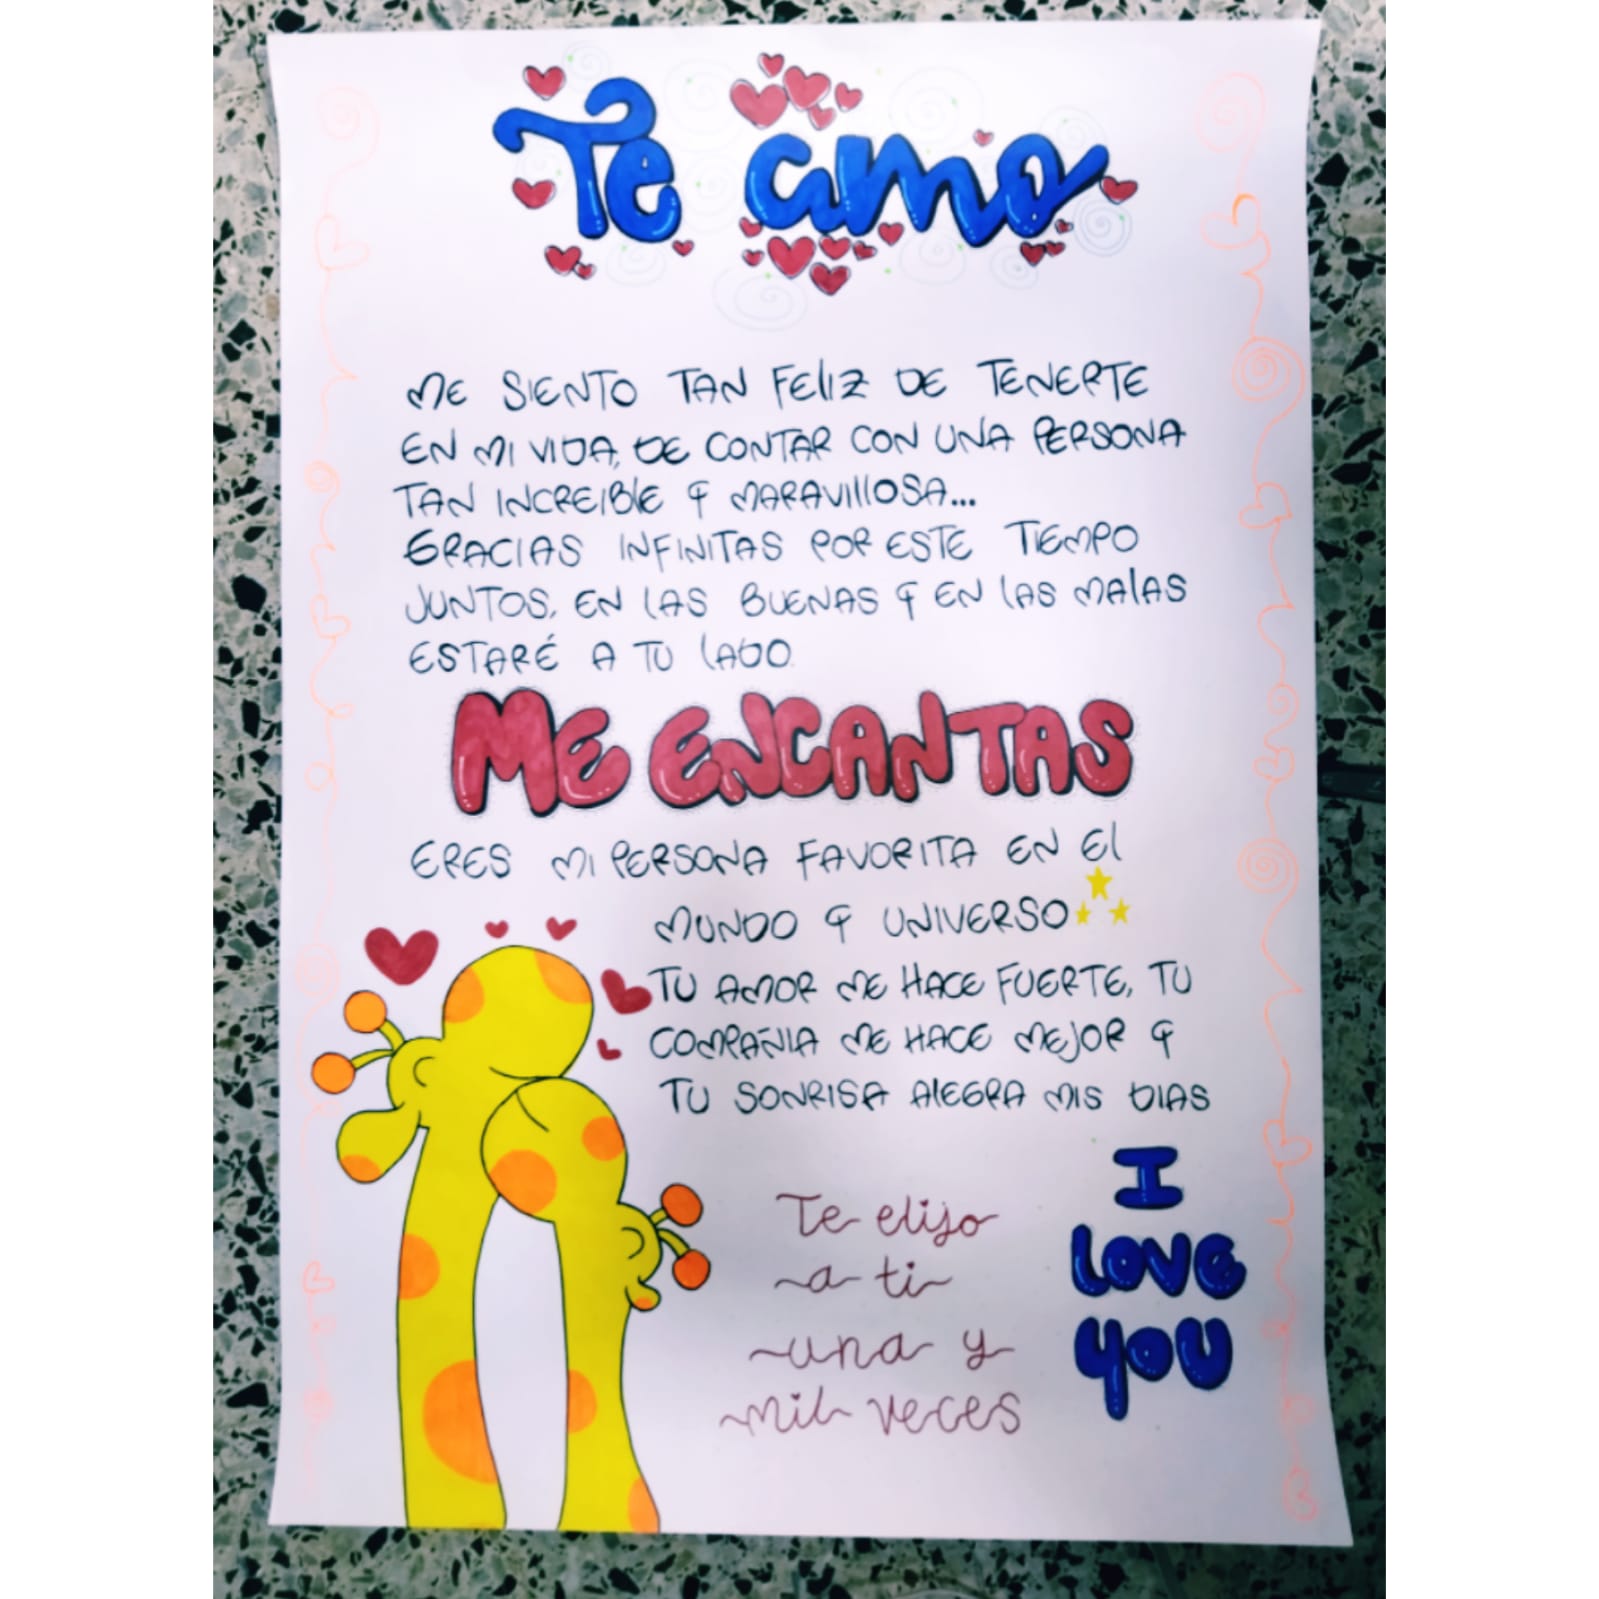 Te amo
ME SIENTO TAN FELIZ DE TENERTE
EN MI VIDA, DE CONTAR CON UNA PERSONA
TAN INCREIBLE Y MARAVILLOSA...
GRACIAS INFINITAS POR ESTE TIEMPO
JUNTOS, EN LAS BUENAS Y EN LAS MALAS
ESTARÉ A TU LADO.
ME ENCANTAS
ERES MI PERSONA FAVORITA EN EL
MUNDO Y UNIVERSO
TU AMOR ME HACE FUERTE, TU
COMPAÑIA ME HACE MEJOR Y
TU SONRISA ALEGRA MIS DIAS
Te elijo
a ti
una y
mil veces
I
LOVE
YOU